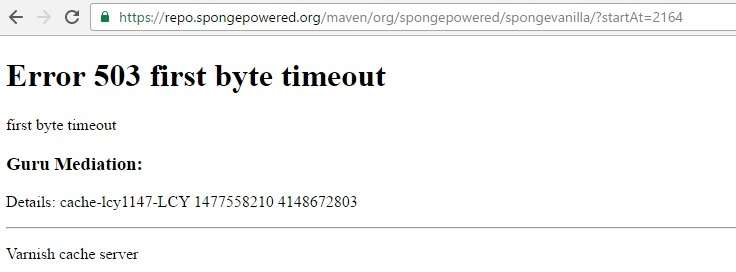 https://repo.spongepowered.org/maven/org/spongepowered/spongevanilla/?startAt=2164
Error 503 first byte timeout
first byte timeout
Guru Mediation:
Details: cache-lcy1147-LCY 1477558210 4148672803
Varnish cache server